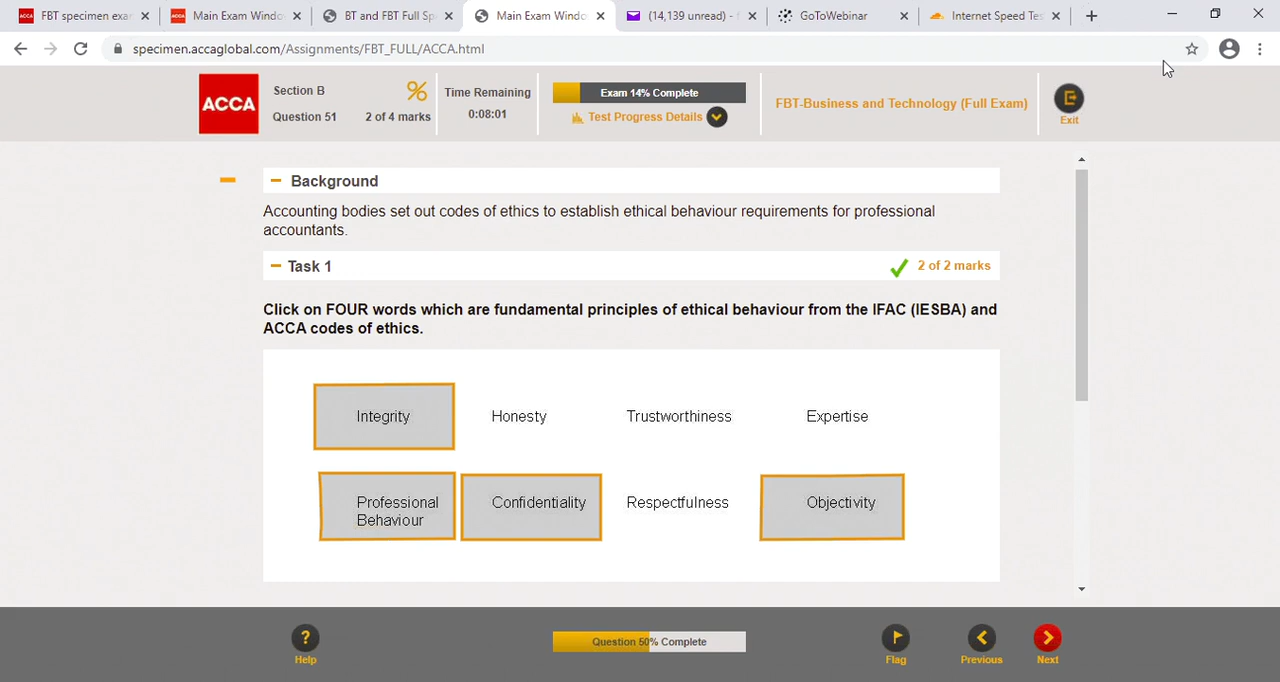 FBT specimen exa
Main Exam Windo
BT and FBT Full Sp
Main Exam Windo
(14,139 unread) - f
GoToWebinar
Internet Speed Tes
specimen.accaglobal.com/Assignments/FBT_FULL/ACCA.html
ACCA
Section B
Question 51
%
2 of 4 marks
Time Remaining
0:08:01
Exam 14% Complete
Test Progress Details
FBT-Business and Technology (Full Exam)
Exit
Background
Accounting bodies set out codes of ethics to establish ethical behaviour requirements for professional
accountants.
Task 1
2 of 2 marks
Click on FOUR words which are fundamental principles of ethical behaviour from the IFAC (IESBA) and
ACCA codes of ethics.
Integrity
Honesty
Trustworthiness
Expertise
Professional
Behaviour
Confidentiality
Respectfulness
Objectivity
?
Help
Question 50% Complete
Flag
Previous
Next